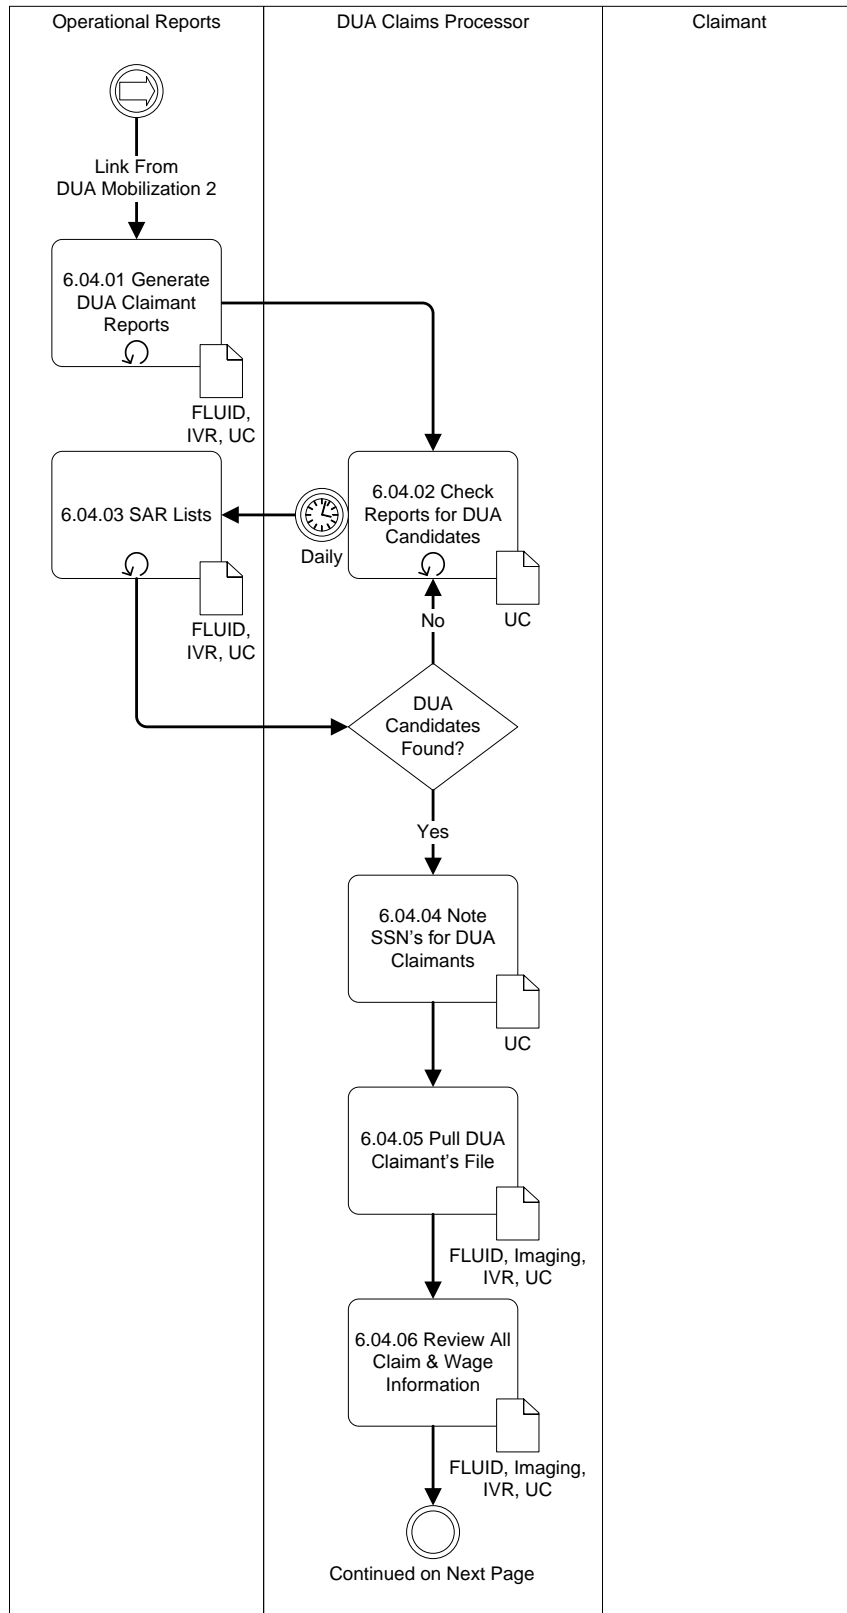 Operational Reports
DUA Claims Processor
Claimant
Link From
DUA Mobilization 2
6.04.01 Generate
DUA Claimant
Reports
FLUID,
IVR, UC
6.04.03 SAR Lists
FLUID,
IVR, UC
Daily
6.04.02 Check
Reports for DUA
Candidates
UC
No
DUA
Candidates
Found?
Yes
6.04.04 Note
SSN's for DUA
Claimants
UC
6.04.05 Pull DUA
Claimant's File
FLUID, Imaging,
IVR, UC
6.04.06 Review All
Claim & Wage
Information
FLUID, Imaging,
IVR, UC
Continued on Next Page